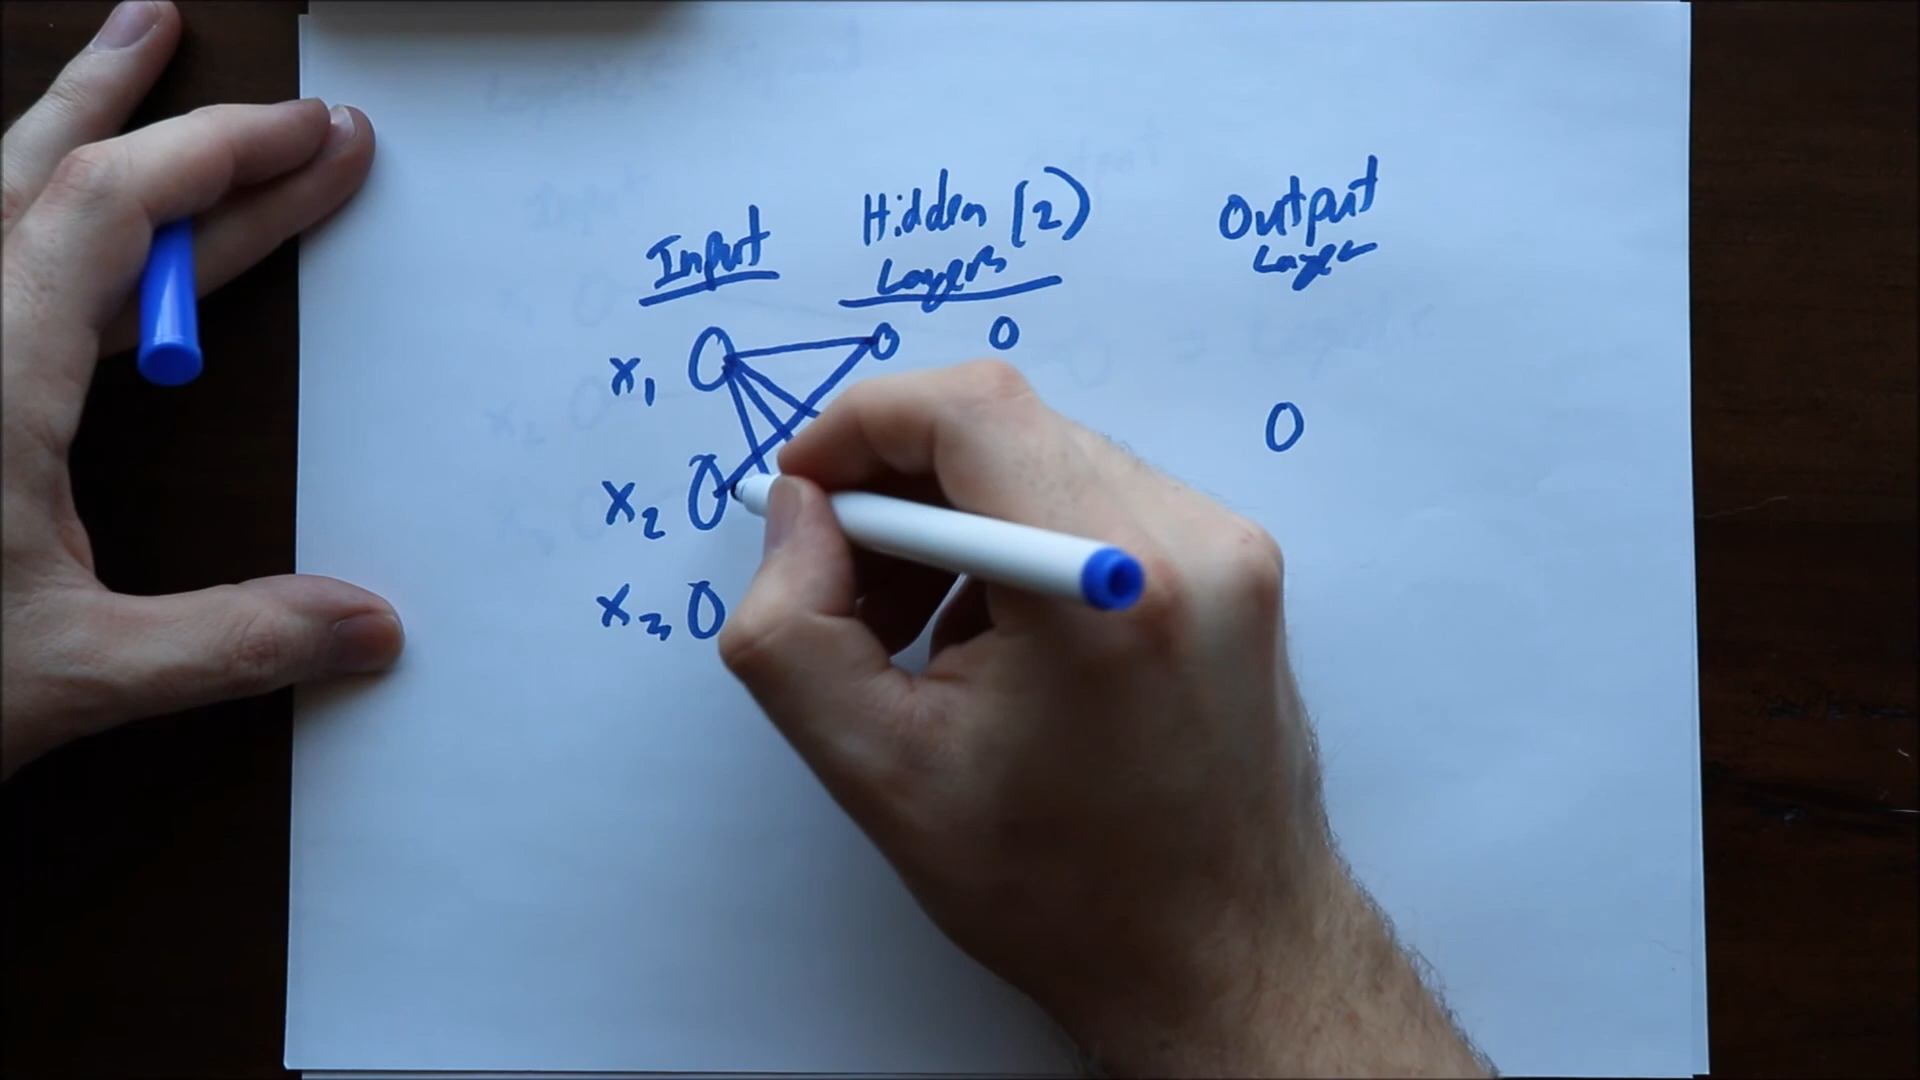 Input
Hidden (2)
Layers
Output
Layer
x1
x2
x3